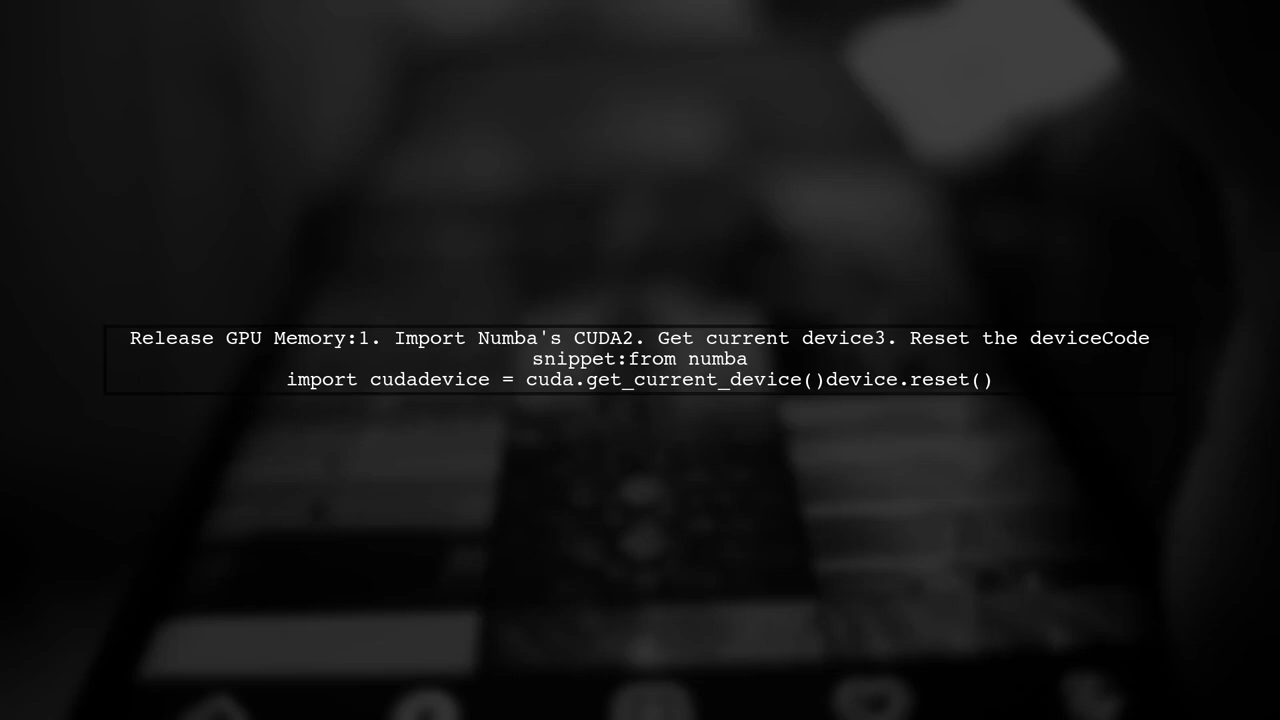 Release GPU Memory:1. Import Numba's CUDA2. Get current device3. Reset the deviceCode
snippet:from numba
import cudadevice = cuda.get_current_device()device.reset()